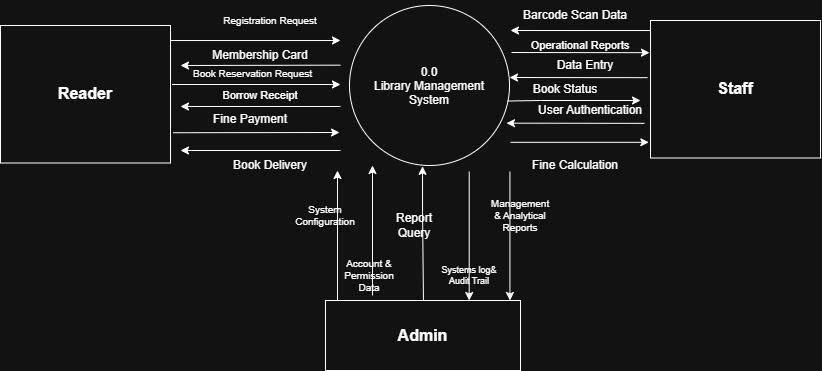 Registration Request
Membership Card
Book Reservation Request
Borrow Receipt
Fine Payment
Book Delivery
Reader
0.0
Library Management
System
Barcode Scan Data
Operational Reports
Data Entry
Book Status
User Authentication
Fine Calculation
Staff
System
Configuration
Account &
Permission
Data
Report
Query
Systems log&
Audit Trail
Management
& Analytical
Reports
Admin